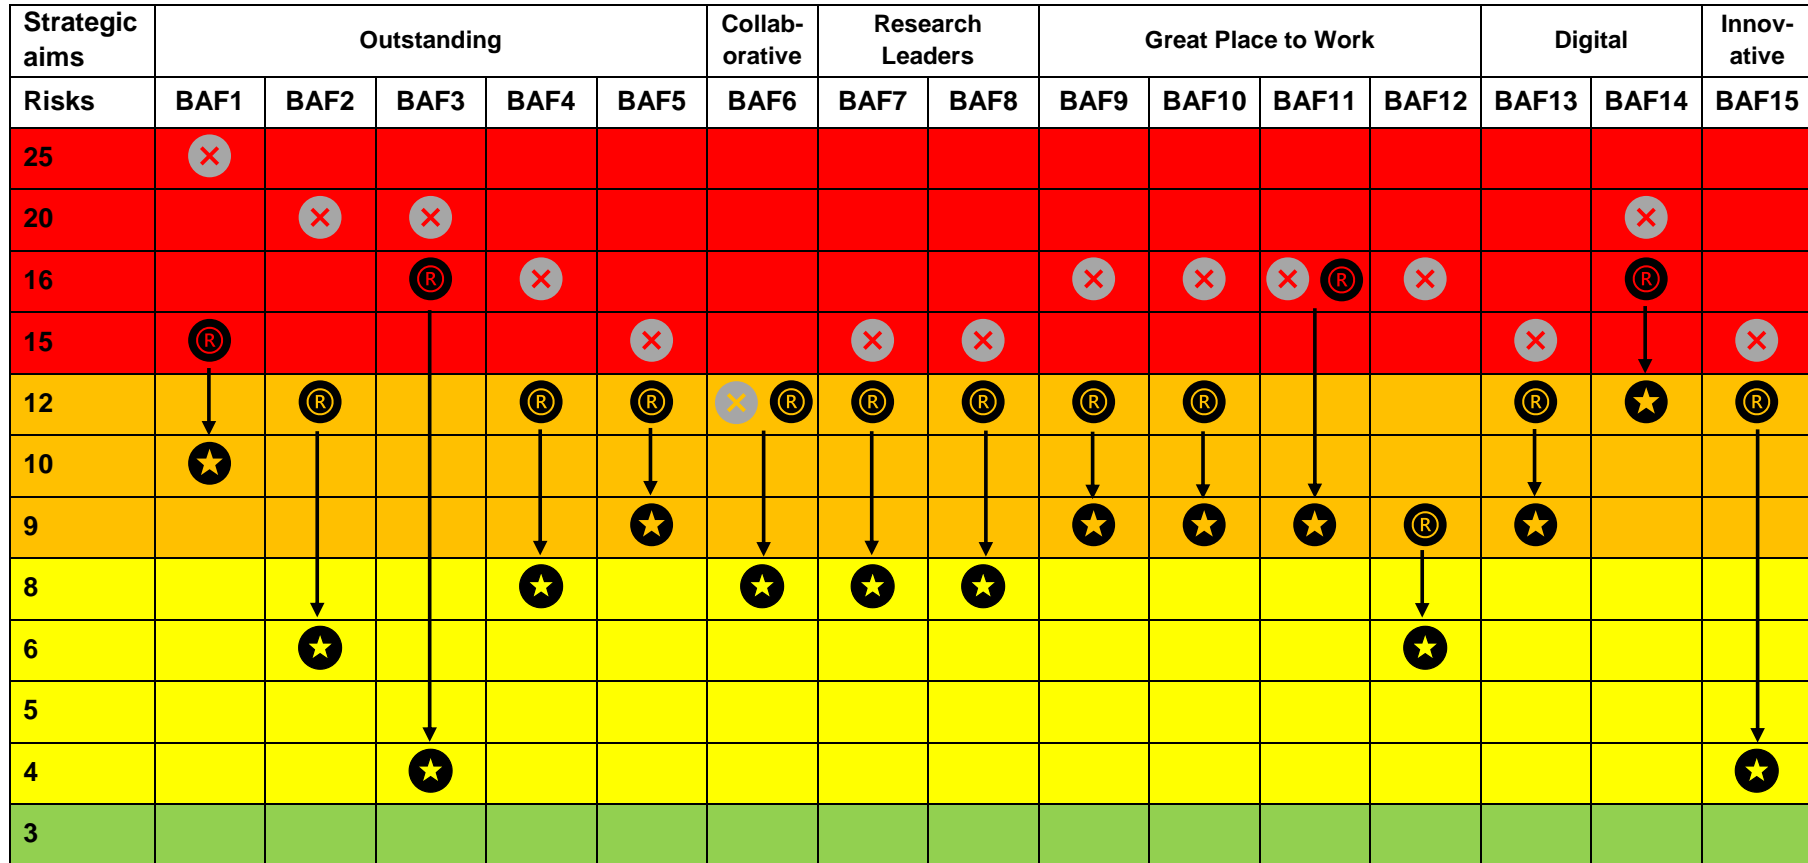 Strategic aims Outstanding Collab-orative Research Leaders Great Place to Work Digital Innov-ative
Risks BAF1 BAF2 BAF3 BAF4 BAF5 BAF6 BAF7 BAF8 BAF9 BAF10 BAF11 BAF12 BAF13 BAF14 BAF15
25
20
16 ® ® ®
15 ®
12 ® ® ® ® ® ® ® ® ® ®
10
9 ®
8
6
5
4
3